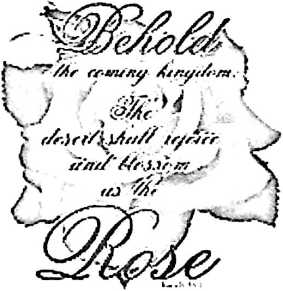 Behold
the coming kingdom.
The
desert shall rejoice
and blossom
as the
Rose